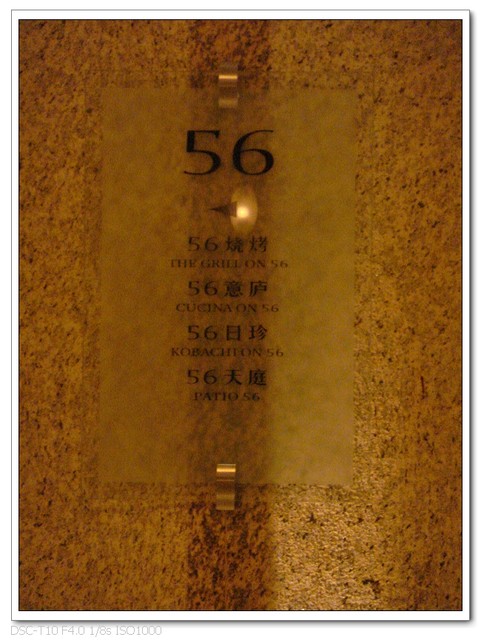 56
56 燒烤
THE GRILL ON 56
56 意庐
CUCINA ON 56
56 日珍
KOBACHI ON 56
56 天庭
PATIO 56
DSC-T10 F4.0 1/8s ISO1000